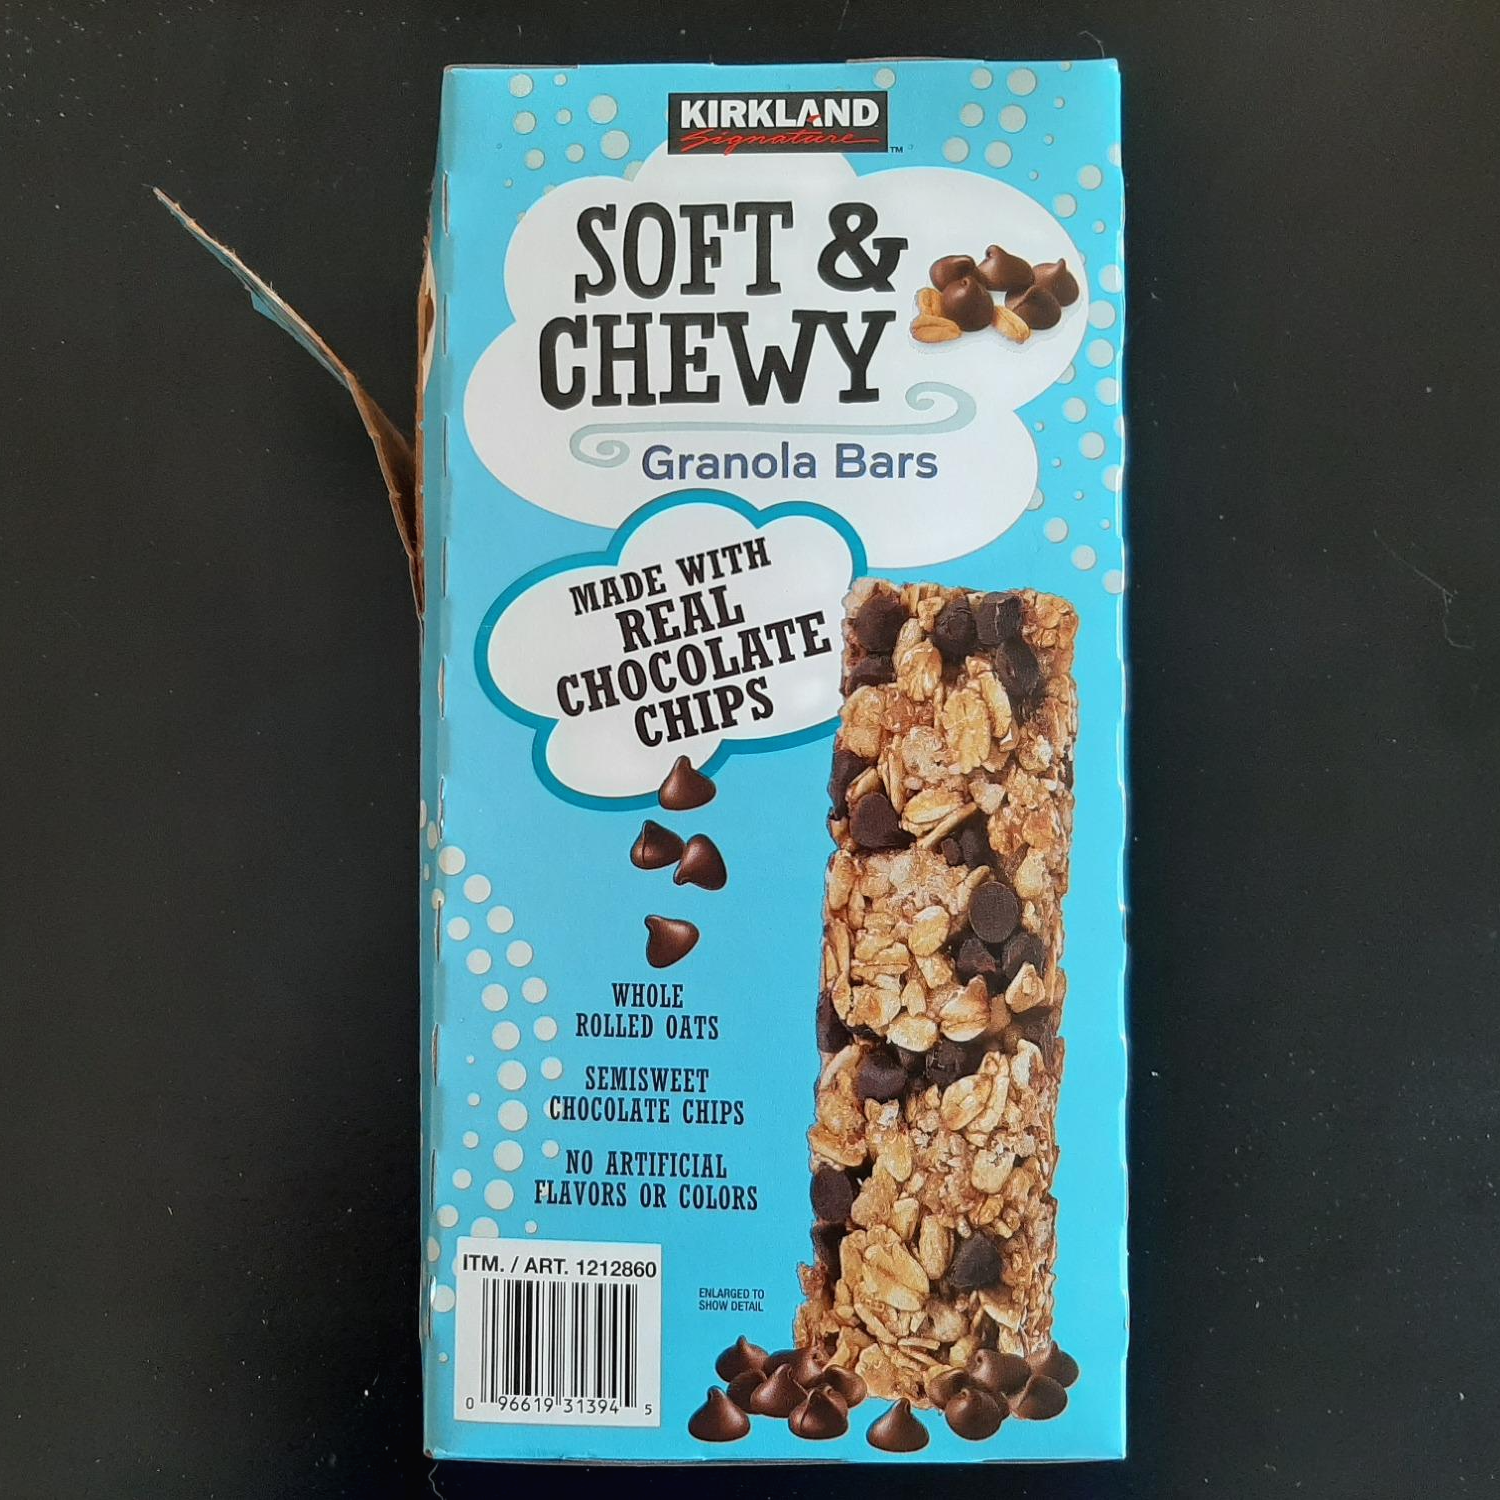 KIRKLAND
Signature™
SOFT &
CHEWY
Granola Bars
MADE WITH
REAL
CHOCOLATE
CHIPS
WHOLE
ROLLED OATS
SEMISWEET
CHOCOLATE CHIPS
NO ARTIFICIAL
FLAVORS OR COLORS
ITM. / ART. 1212860
ENLARGED TO
SHOW DETAIL
0 96619 31394 5